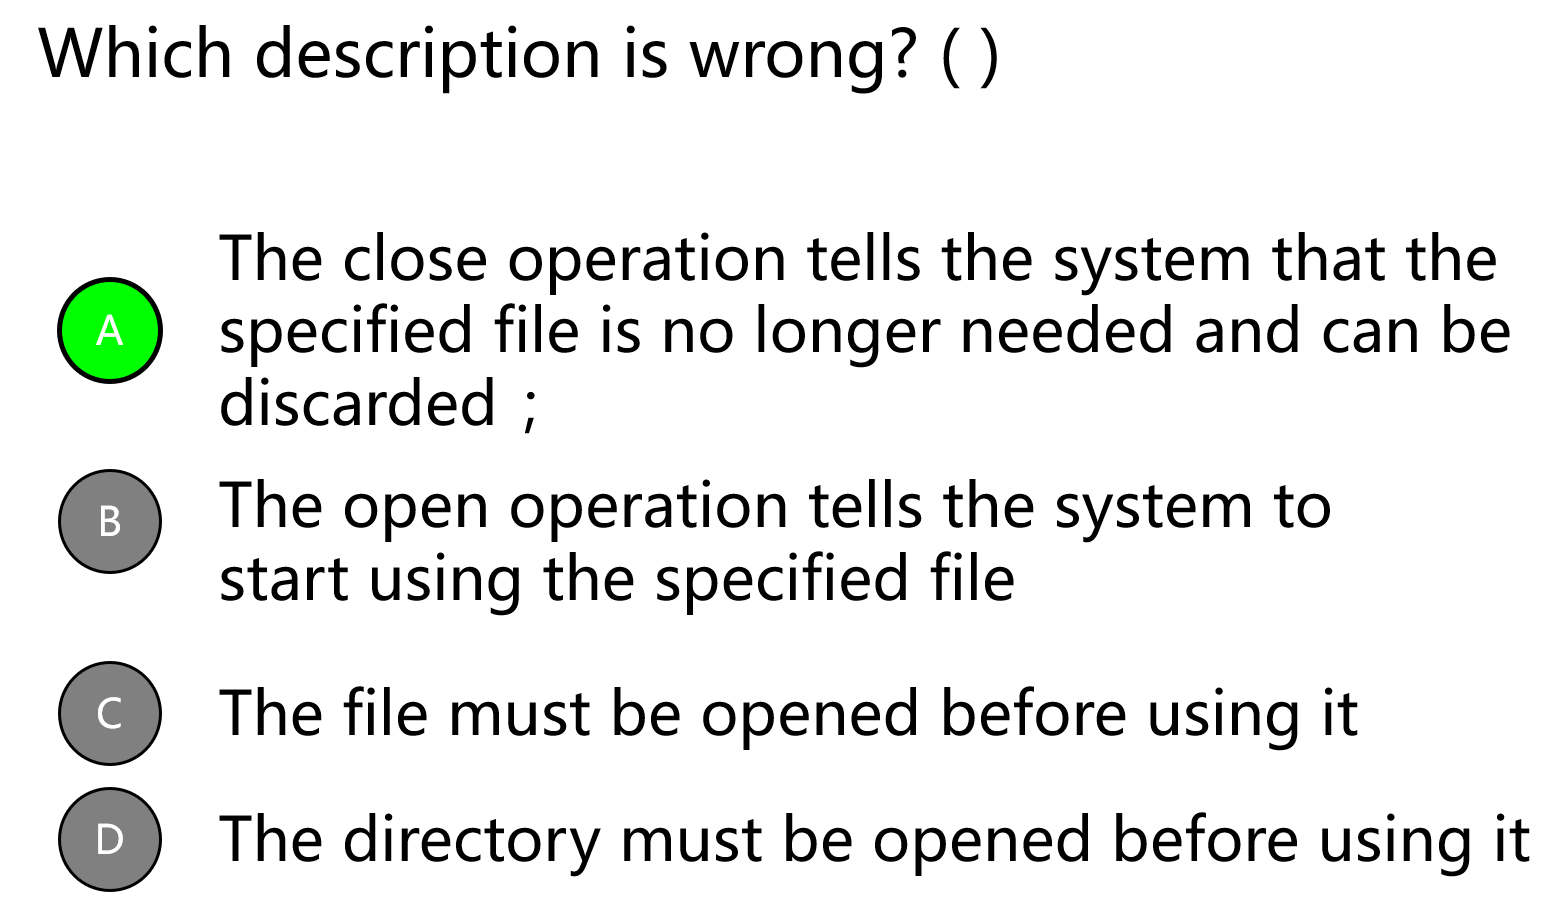 Which description is wrong? ( )
The close operation tells the system that the
A specified file is no longer needed and can be
discarded ;
The open operation tells the system to
B
start using the specified file
C The file must be opened before using it
D The directory must be opened before using it